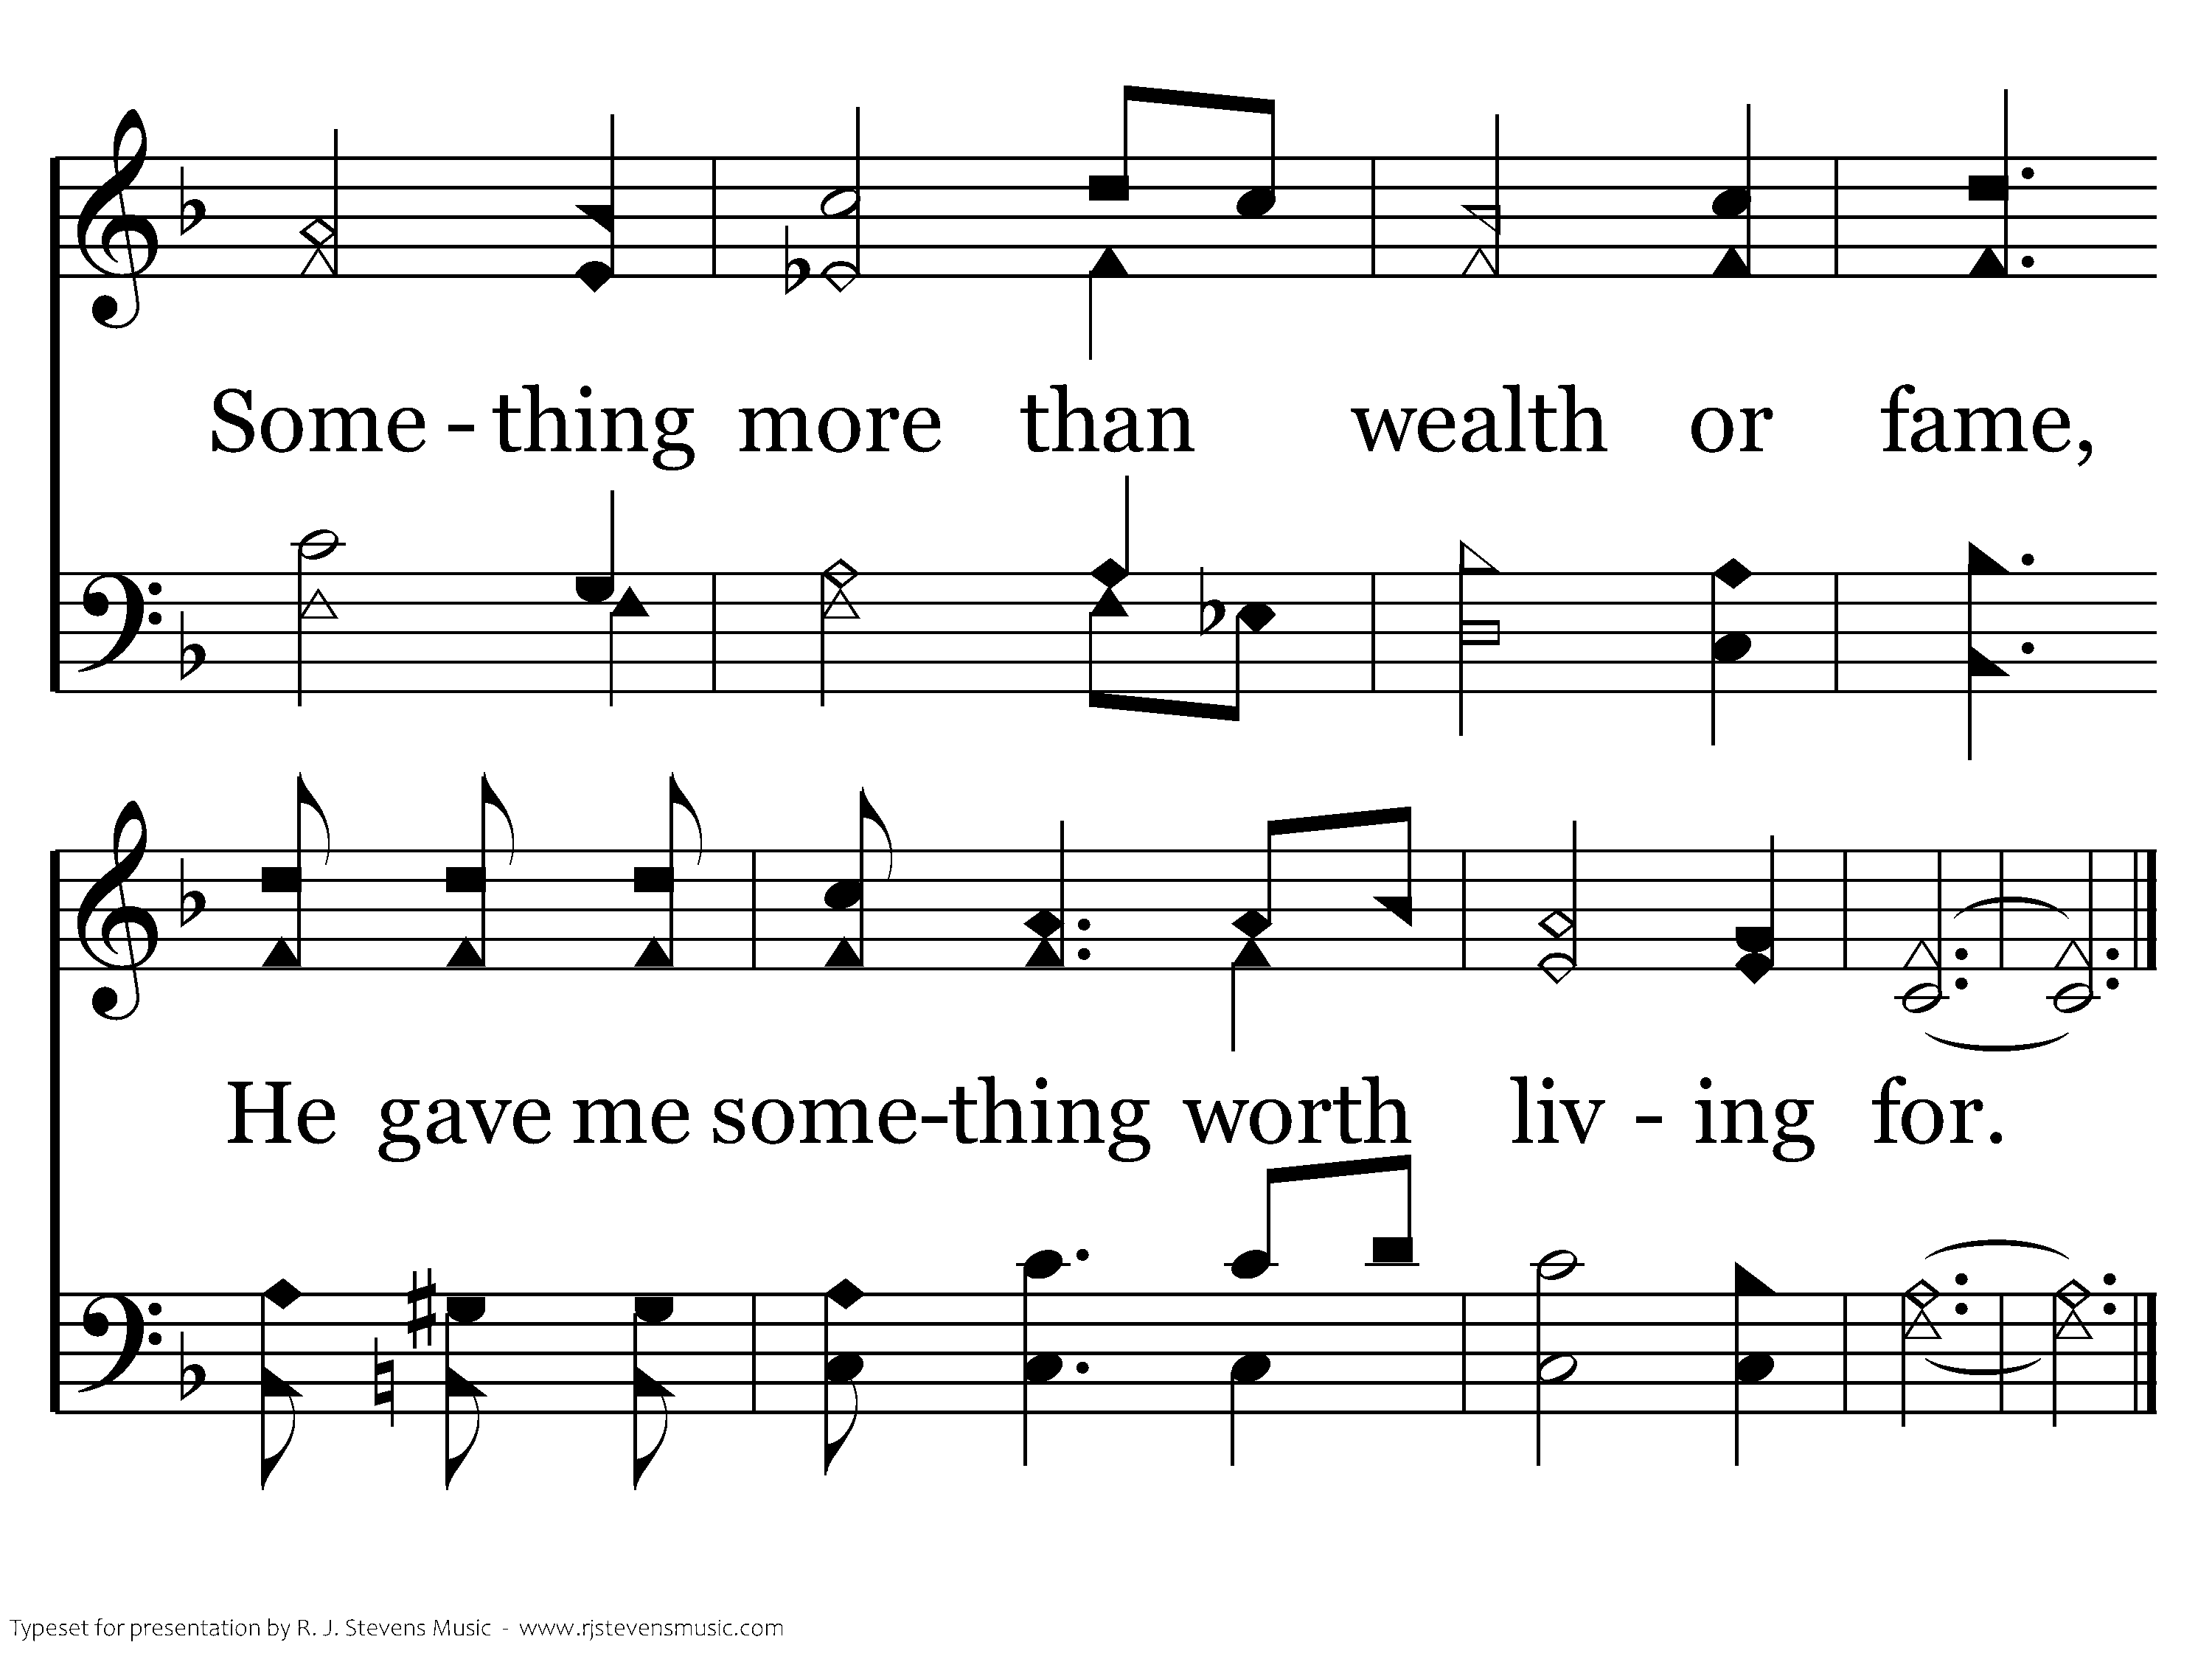 Some - thing more than wealth or fame,
He gave me some-thing worth liv - ing for.
Typeset for presentation by R. J. Stevens Music - www.rjstevensmusic.com